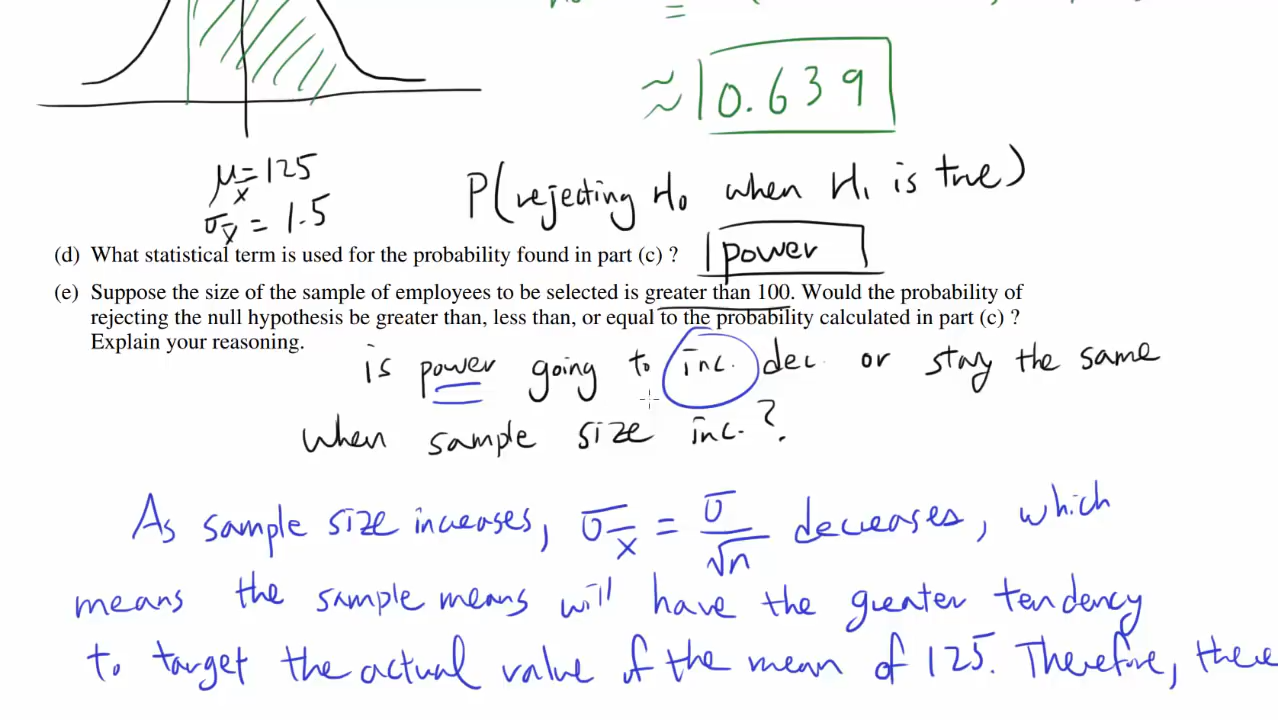 =
≈ 0.639
μx̄ = 125
σx̄ = 1.5
P(rejecting H₀ when H₁ is true)
(d) What statistical term is used for the probability found in part (c) ? power
(e) Suppose the size of the sample of employees to be selected is greater than 100. Would the probability of
rejecting the null hypothesis be greater than, less than, or equal to the probability calculated in part (c) ?
Explain your reasoning.
is power going to inc. dec. or stay the same
when sample size inc.?
As sample size increases, σx̄ = σ/√n decreases, which
means the sample means will have the greater tendency
to target the actual value of the mean of 125. Therefore, there